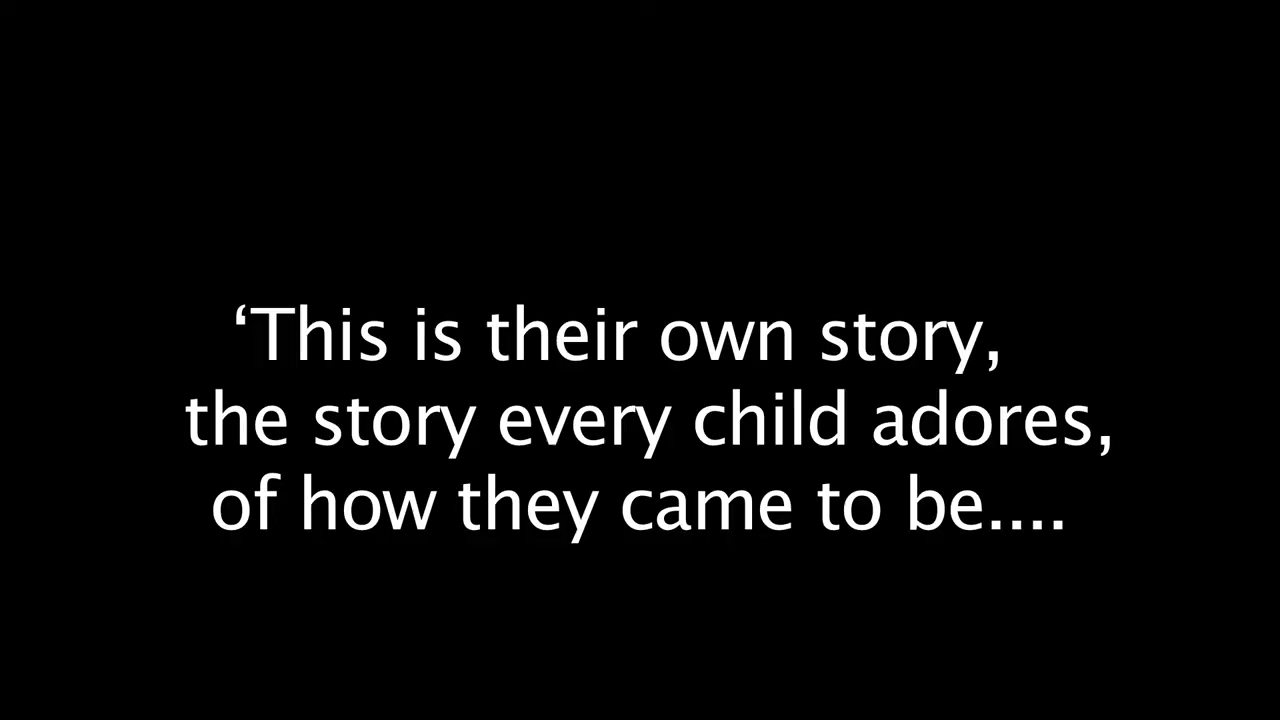 ‘This is their own story,
the story every child adores,
of how they came to be....